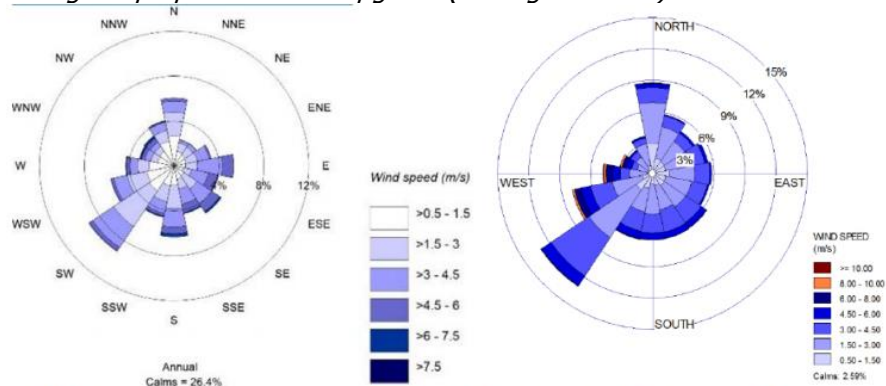 N
NNW
NNE
NW
NE
WNW
ENE
W
E
4%
8%
12%
WSW
ESE
SW
SE
SSW
SSE
S
Annual
Calms = 26.4%
Wind speed (m/s)
>0.5 - 1.5
>1.5 - 3
>3 - 4.5
>4.5 - 6
>6 - 7.5
>7.5
NORTH
15%
12%
9%
6%
3%
WEST
EAST
SOUTH
WIND SPEED
(m/s)
>= 10.00
8.00 - 10.00
6.00 - 8.00
4.50 - 6.00
3.00 - 4.50
1.50 - 3.00
0.50 - 1.50
Calms: 2.59%